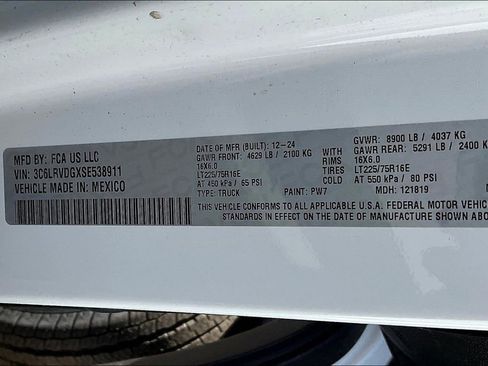 MFD BY: FCA US LLC
VIN: 3C6LRVDGXSE538911
VEHICLE MADE IN: MEXICO
DATE OF MFR (BUILT): 12-24 GVWR: 8900 LB / 4037 KG
GAWR FRONT: 4629 LB / 2100 KG WITH GAWR REAR: 5291 LB / 2400 KG
16X6.0 RIMS 16X6.0
LT225/75R16E TIRES LT225/75R16E
AT 450 kPa / 65 PSI COLD AT 550 kPa / 80 PSI
TYPE: TRUCK PAINT: PW7 MDH: 121819
THIS VEHICLE CONFORMS TO ALL APPLICABLE U.S.A. FEDERAL MOTOR VEHIC
STANDARDS IN EFFECT ON THE DATE OF MANUFACTURE SHOWN ABO